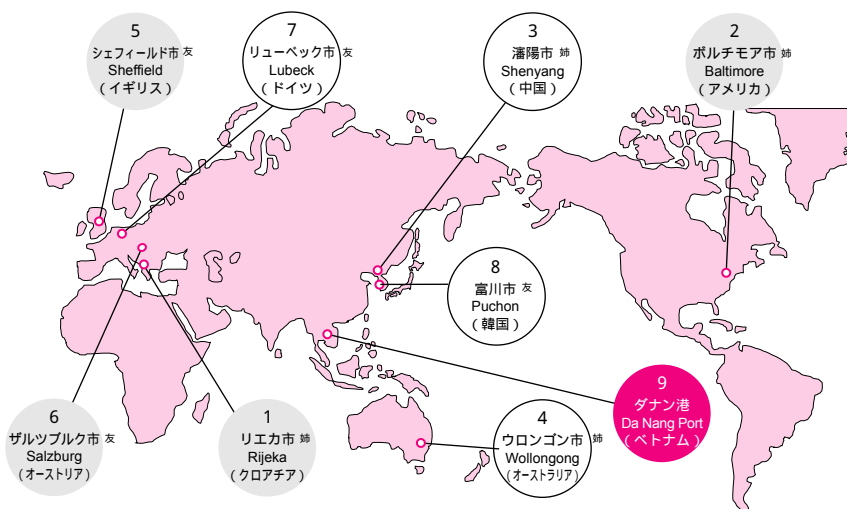 5
シェフィールド市 友
Sheffield
(イギリス)
7
リューベック市 友
Lubeck
(ドイツ)
3
瀋陽市 姉
Shenyang
(中国)
2
ボルチモア市 姉
Baltimore
(アメリカ)
8
富川市 友
Puchon
(韓国)
6
ザルツブルク市 友
Salzburg
(オーストリア)
1
リエカ市 姉
Rijeka
(クロアチア)
4
ウロンゴン市 姉
Wollongong
(オーストラリア)
9
ダナン港
Da Nang Port
(ベトナム)